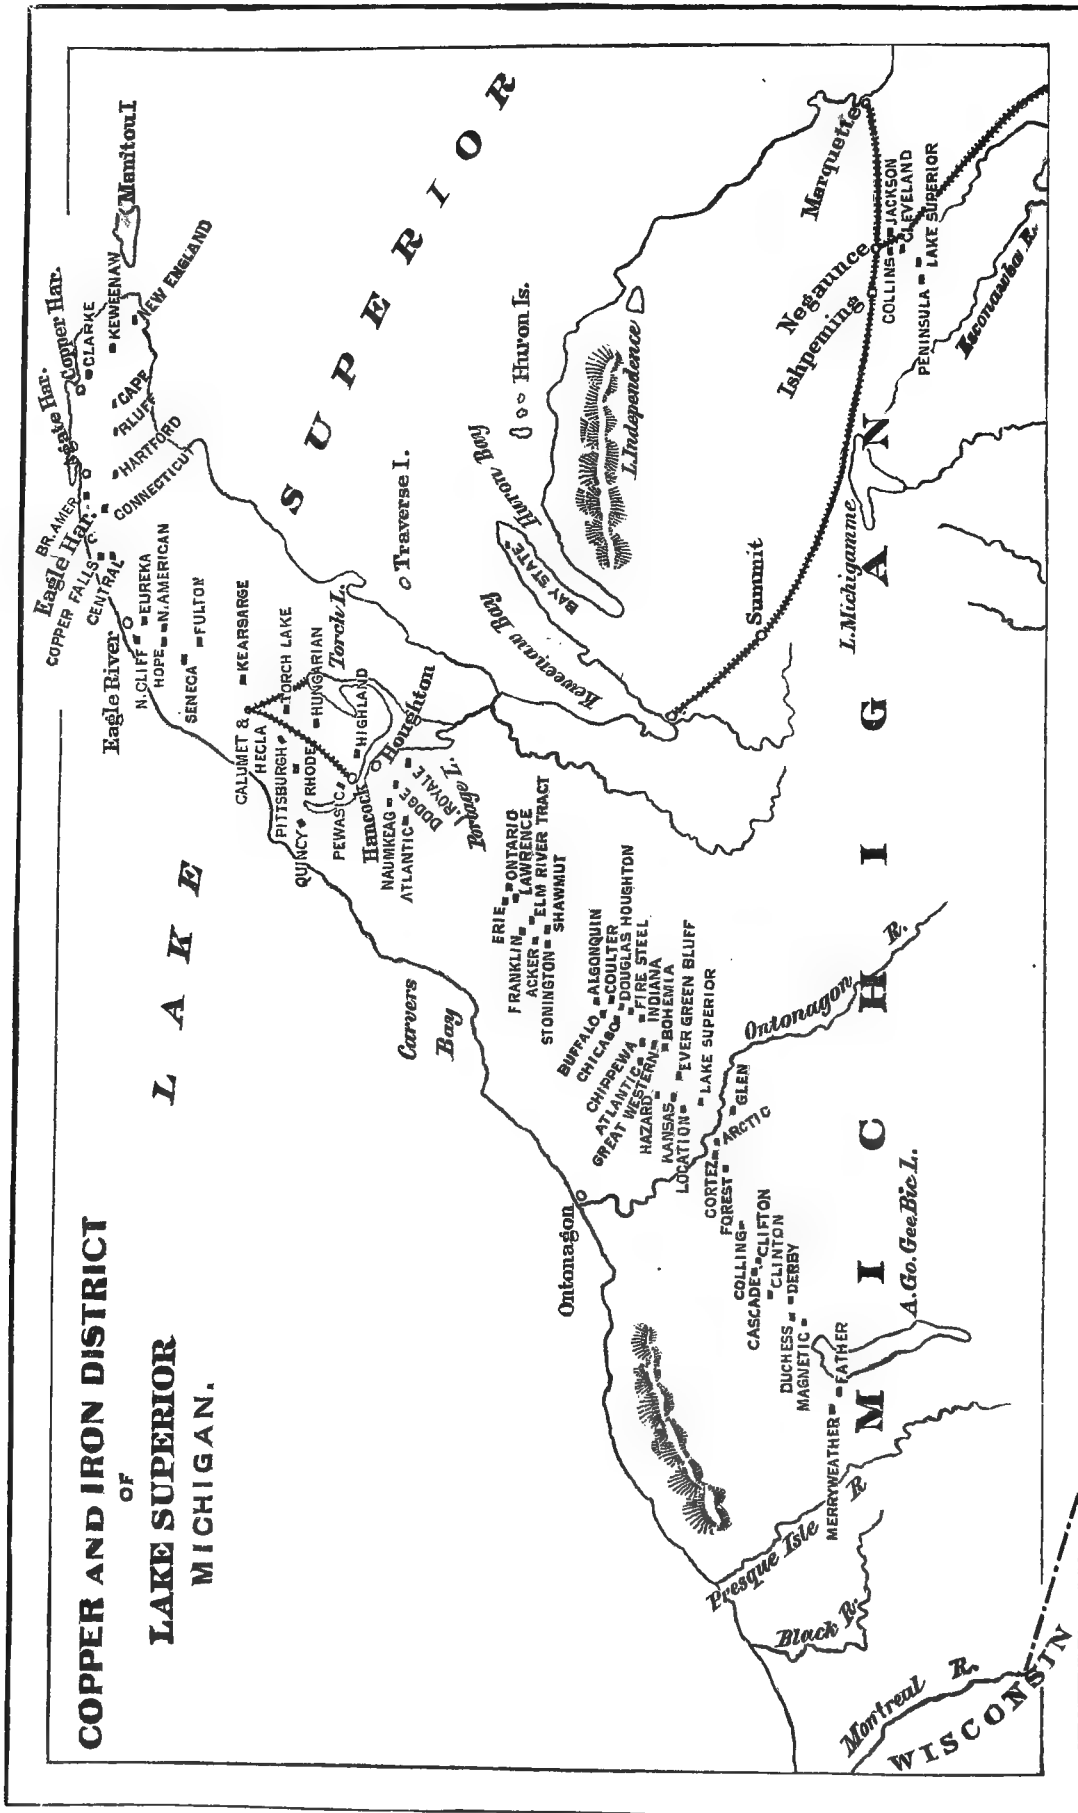 COPPER AND IRON DISTRICT
OF
LAKE SUPERIOR
MICHIGAN.
LAKE
SUPERIOR
MICHIGAN
WISCONSIN
Manitou I
Copper Har.
CLARKE
KEWEENAW
NEW ENGLAND
CAPE
BLUFF
HARTFORD
CONNECTICUT
BR. AMER
Eagle Har.
COPPER FALLS
CENTRAL
Eagle River
N. CLIFF
EUREKA
HOPE
N. AMERICAN
SENECA
FULTON
KEARSARGE
CALUMET &
HECLA
TORCH LAKE
PITTSBURGH
HUNGARIAN
Torch L.
RHODE
QUINCY
HIGHLAND
PEWABIC
Houghton
Hancock
NAUMKEAG
ATLANTIC
DODGE
I. ROYALE
Portage L.
Traverse I.
Huron Is.
Huron Bay
BAY STATE
Keweenaw Bay
L. Independence
Marquette
Negaunce
Ishpeming
COLLINS
JACKSON
CLEVELAND
LAKE SUPERIOR
PENINSULA
Esconawba R.
L. Michigamme
Summit
Carvers
Bay
ERIE
ONTARIO
FRANKLIN
LAWRENCE
ACKER
ELM RIVER TRACT
STONINGTON
SHAWMUT
BUFFALO
ALGONQUIN
CHICABO
COULTER
DOUGLAS HOUGHTON
CHIPPEWA
FIRE STEEL
ATLANTIC
INDIANA
GREAT WESTERN
BOHEMIA
HAZARD
KANSAS
EVER GREEN BLUFF
LOCATION
LAKE SUPERIOR
Ontonagon R.
GLEN
CORTEZ
ARCTIC
FOREST
Ontonagon
COLLING
CLIFTON
CASCADE
CLINTON
DERBY
DUCHESS
MAGNETIC
FATHER
MERRYWEATHER
A. Go. Gee Bic L.
Presque Isle R
Black R.
Montreal R.